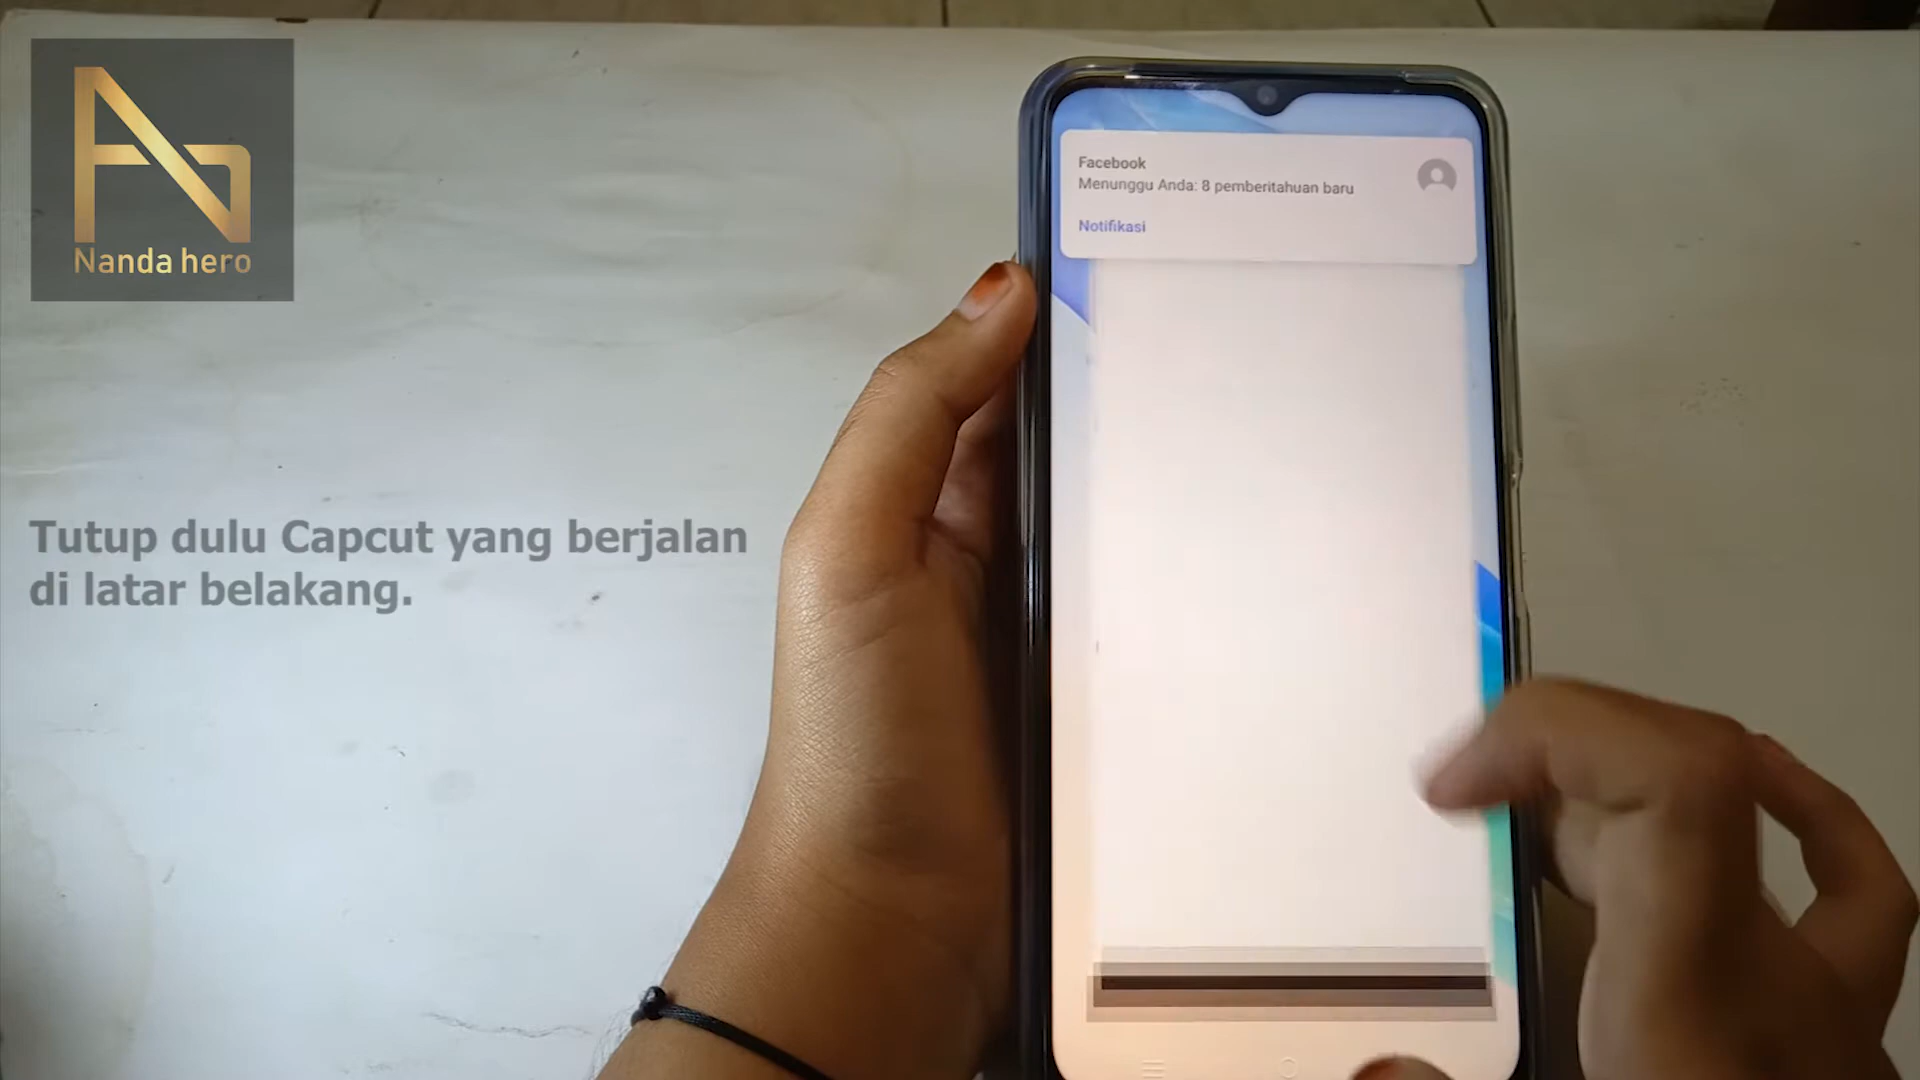 Nanda hero
Facebook
Menunggu Anda: 8 pemberitahuan baru
Notifikasi
Tutup dulu Capcut yang berjalan
di latar belakang.